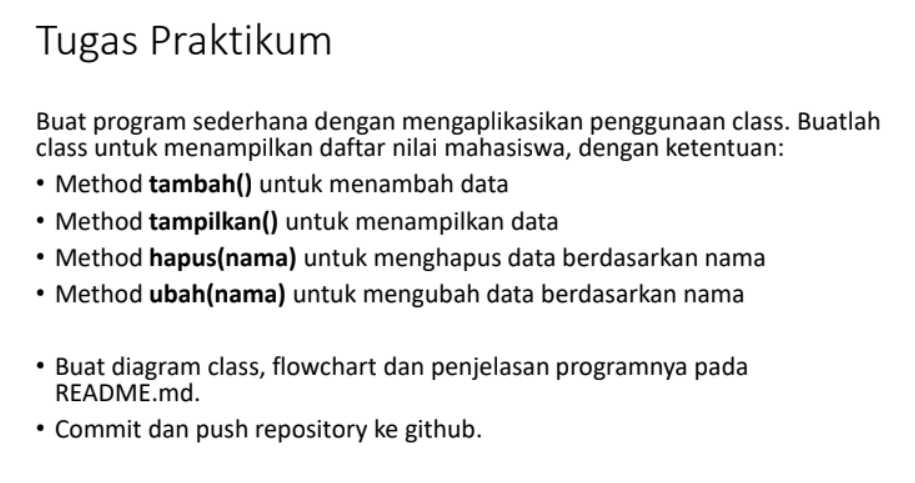 Tugas Praktikum
Buat program sederhana dengan mengaplikasikan penggunaan class. Buatlah
class untuk menampilkan daftar nilai mahasiswa, dengan ketentuan:
• Method tambah() untuk menambah data
• Method tampilkan() untuk menampilkan data
• Method hapus(nama) untuk menghapus data berdasarkan nama
• Method ubah(nama) untuk mengubah data berdasarkan nama
• Buat diagram class, flowchart dan penjelasan programnya pada
README.md.
• Commit dan push repository ke github.